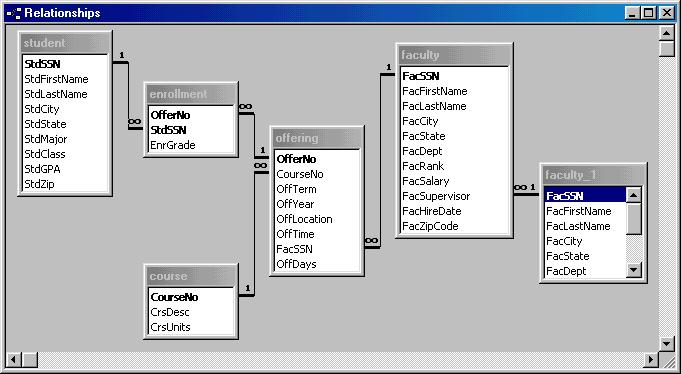 Relationships
student
StdSSN
StdFirstName
StdLastName
StdCity
StdState
StdMajor
StdClass
StdGPA
StdZip
1
∞
enrollment
OfferNo
StdSSN
EnrGrade
∞
1
∞
offering
OfferNo
CourseNo
OffTerm
OffYear
OffLocation
OffTime
FacSSN
OffDays
course
CourseNo
CrsDesc
CrsUnits
1
∞
1
faculty
FacSSN
FacFirstName
FacLastName
FacCity
FacState
FacDept
FacRank
FacSalary
FacSupervisor
FacHireDate
FacZipCode
∞ 1
faculty_1
FacSSN
FacFirstName
FacLastName
FacCity
FacState
FacDept